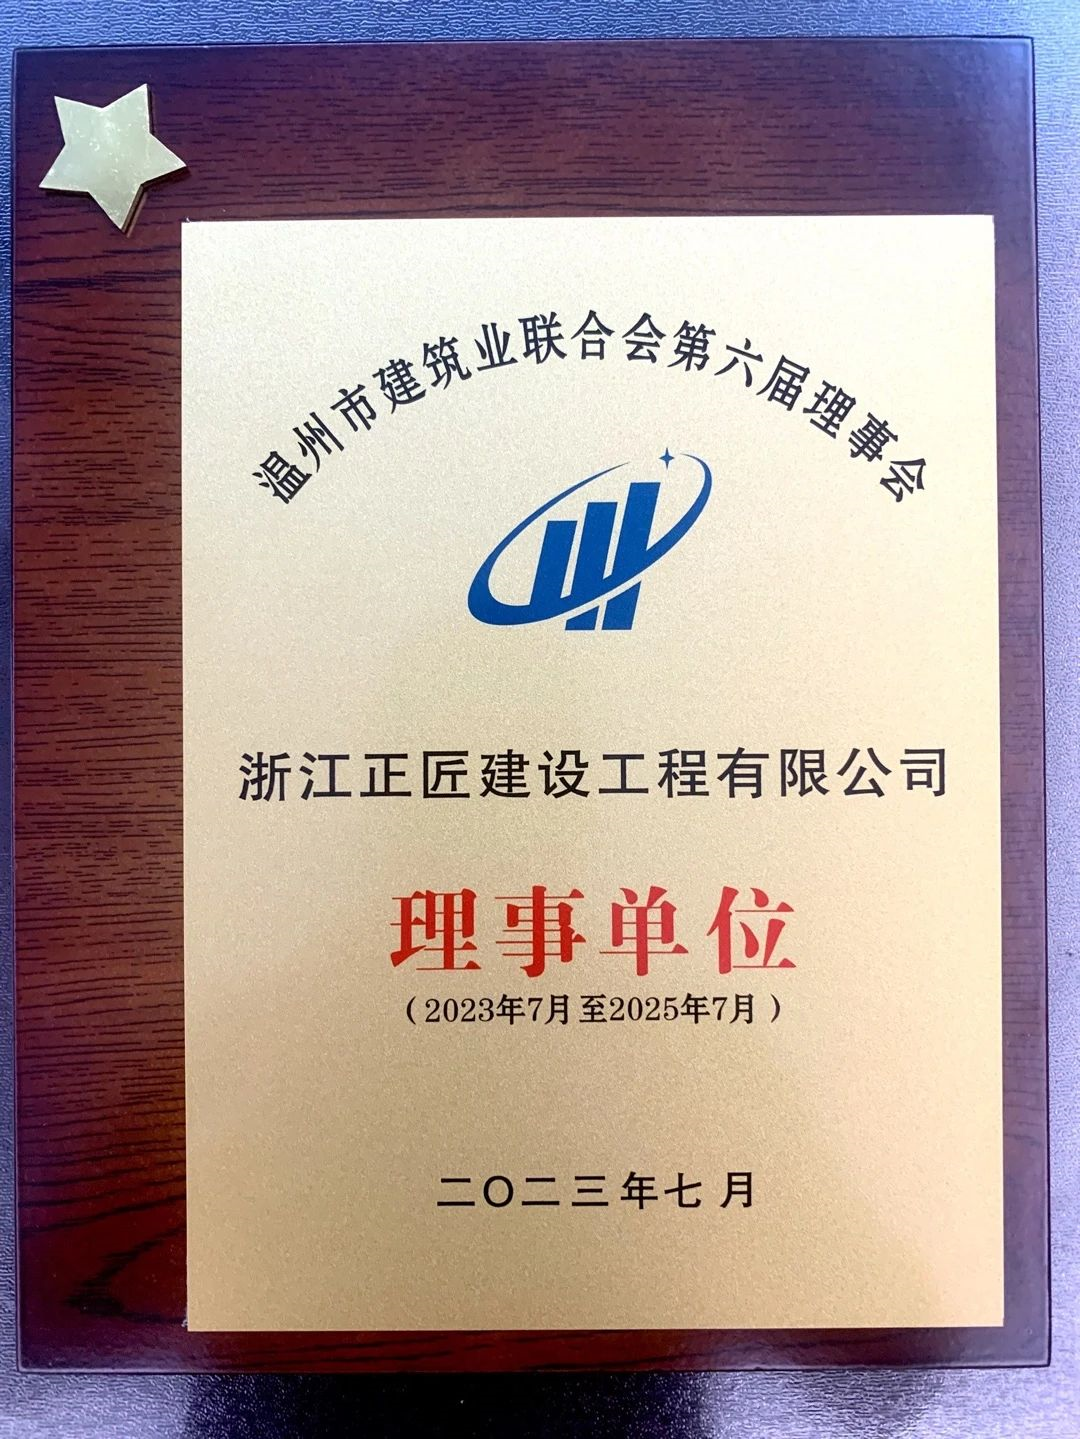 温州市建筑业联合会第六届理事会
浙江正匠建设工程有限公司
理事单位
（2023年7月至2025年7月）
二〇二三年七月